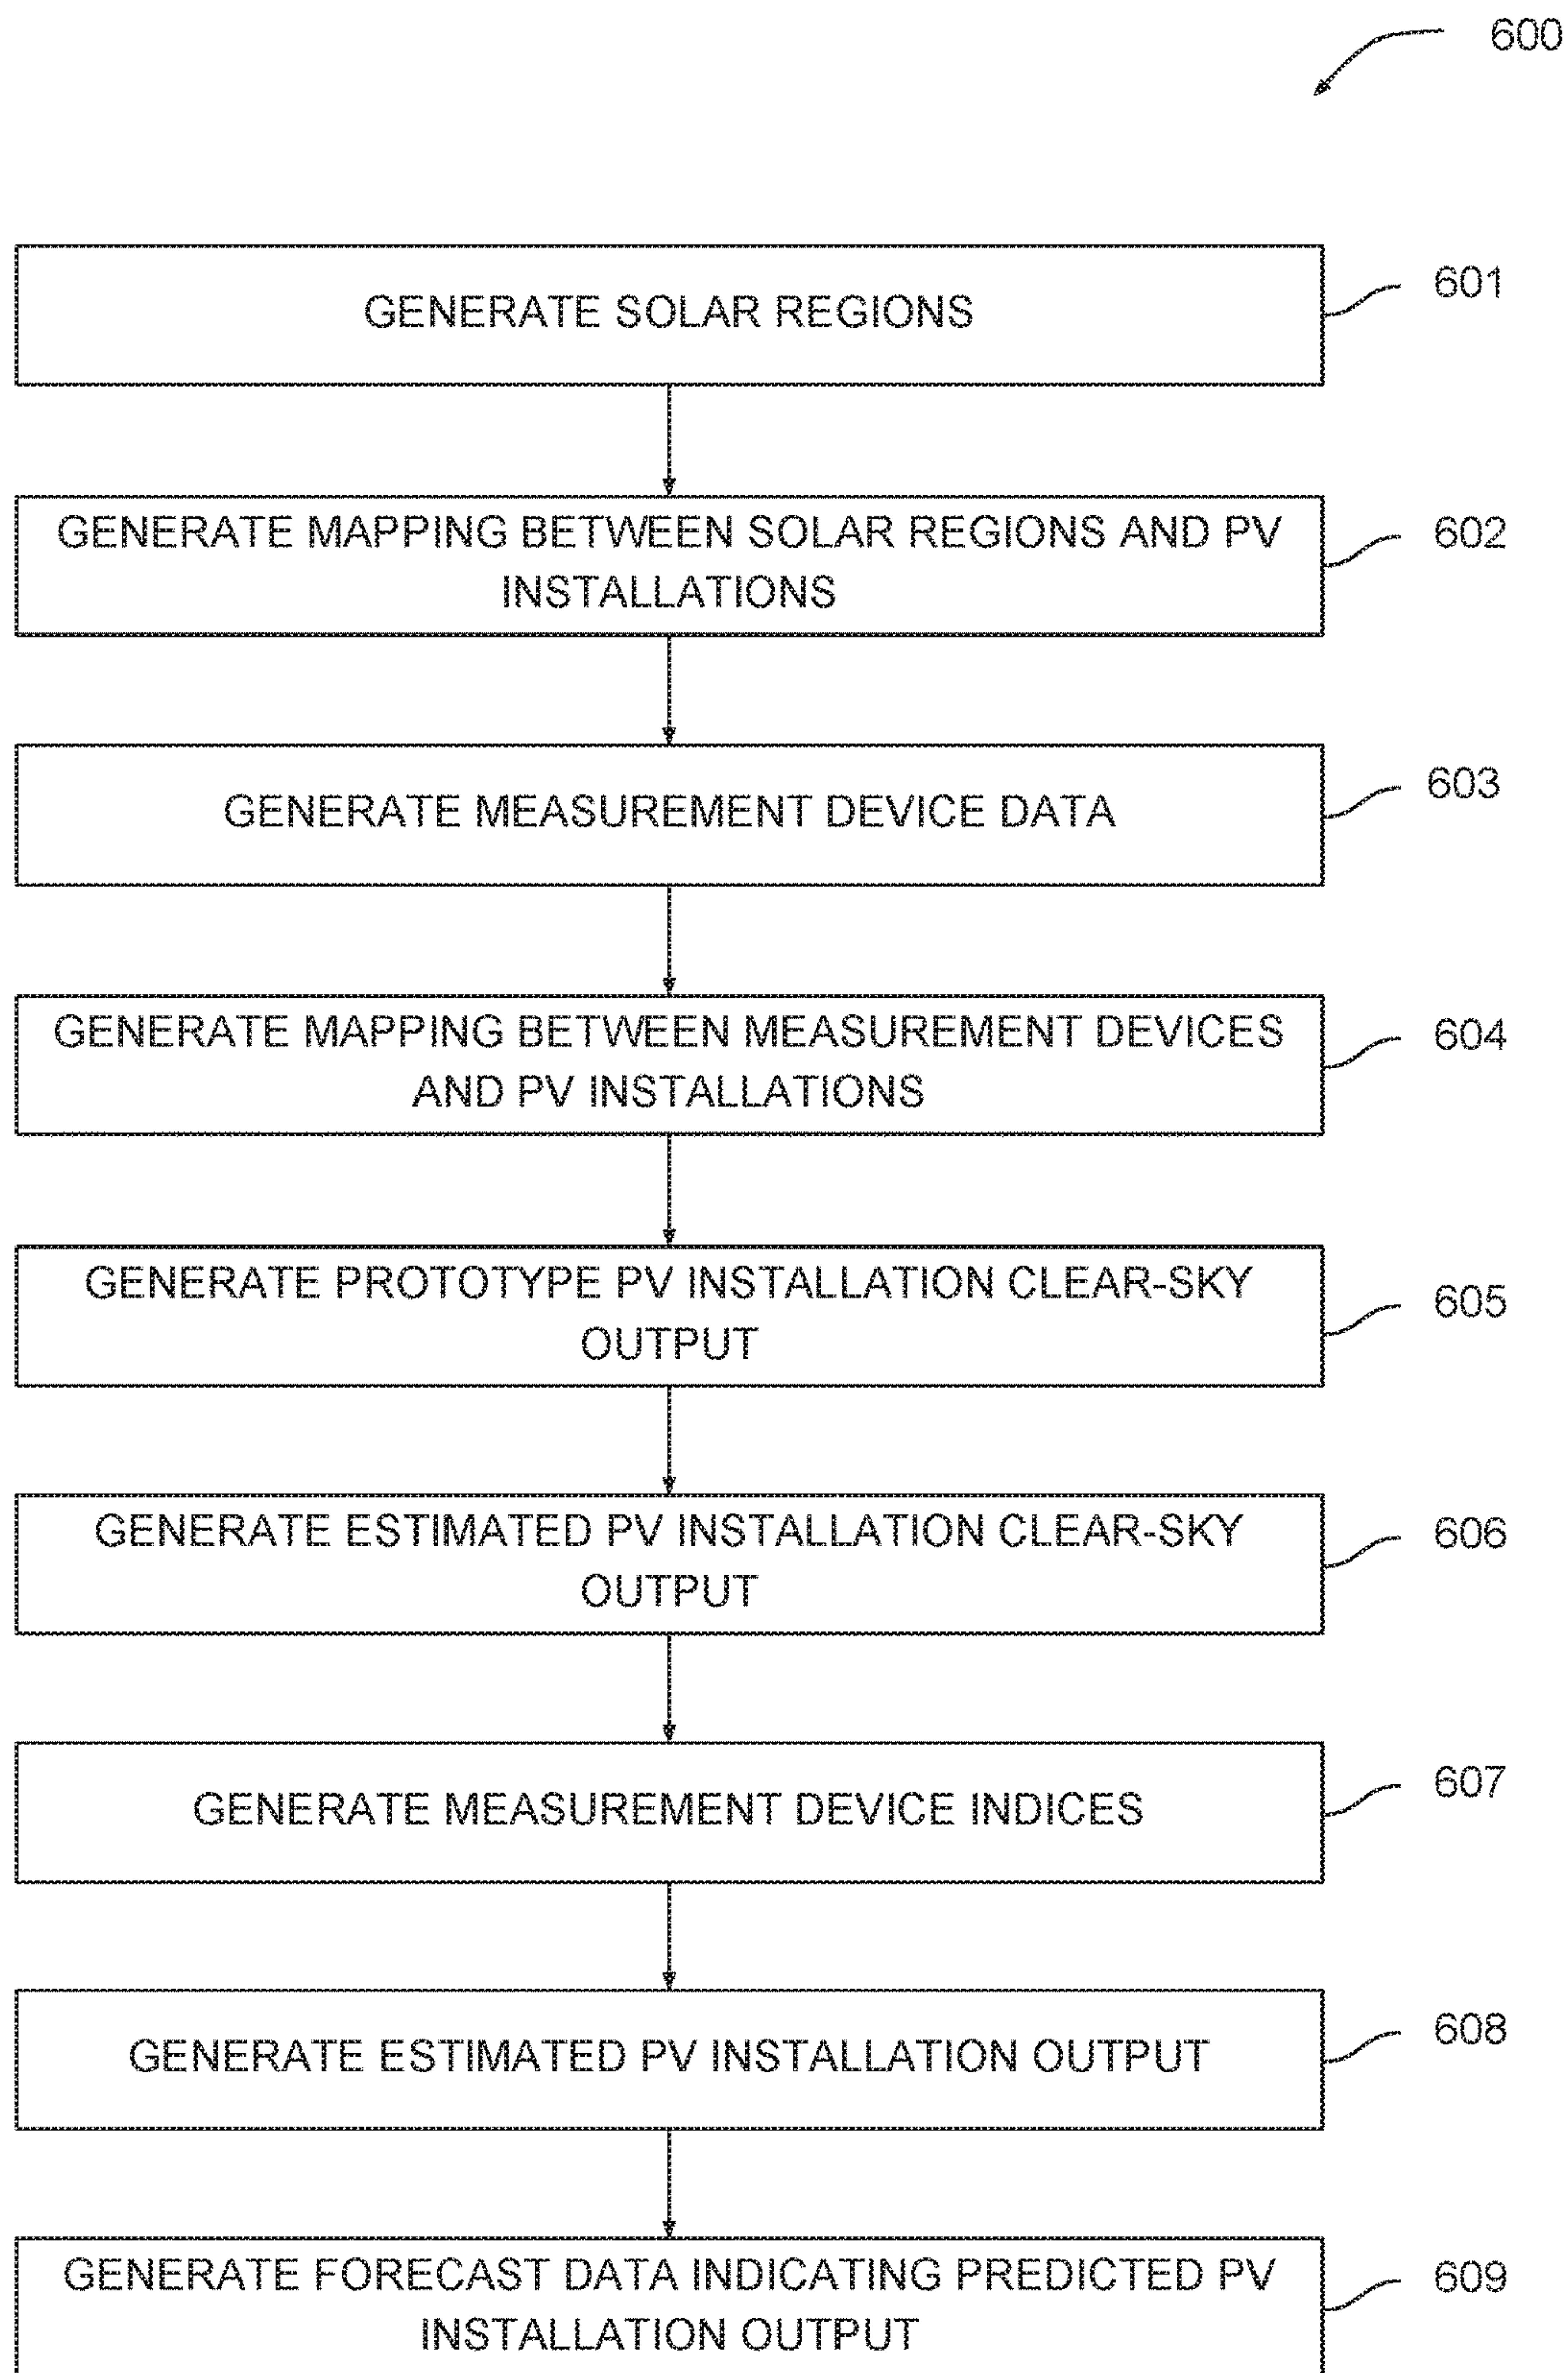 600
GENERATE SOLAR REGIONS
601
GENERATE MAPPING BETWEEN SOLAR REGIONS AND PV
INSTALLATIONS
602
GENERATE MEASUREMENT DEVICE DATA
603
GENERATE MAPPING BETWEEN MEASUREMENT DEVICES
AND PV INSTALLATIONS
604
GENERATE PROTOTYPE PV INSTALLATION CLEAR-SKY
OUTPUT
605
GENERATE ESTIMATED PV INSTALLATION CLEAR-SKY
OUTPUT
606
GENERATE MEASUREMENT DEVICE INDICES
607
GENERATE ESTIMATED PV INSTALLATION OUTPUT
608
GENERATE FORECAST DATA INDICATING PREDICTED PV
INSTALLATION OUTPUT
609